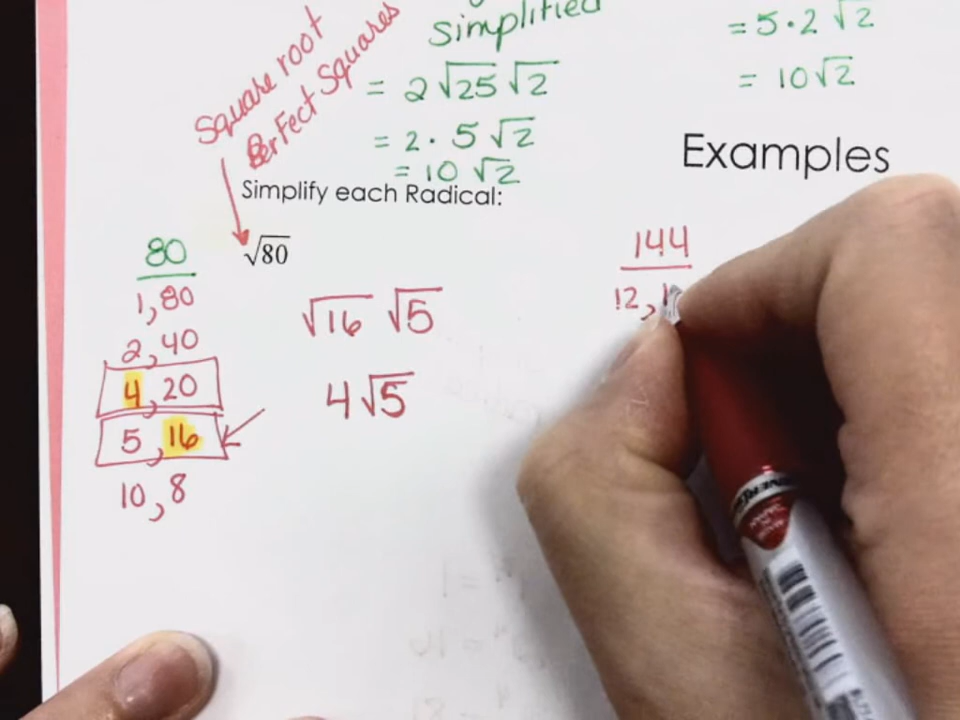 simplified
= 2√25 √2
= 2 · 5 √2
= 10 √2
= 5 · 2 √2
= 10√2
Square root
Perfect Squares
Examples
Simplify each Radical:
√80
80
1, 80
2, 40
4, 20
5, 16
10, 8
√16 √5
4√5
144
12,